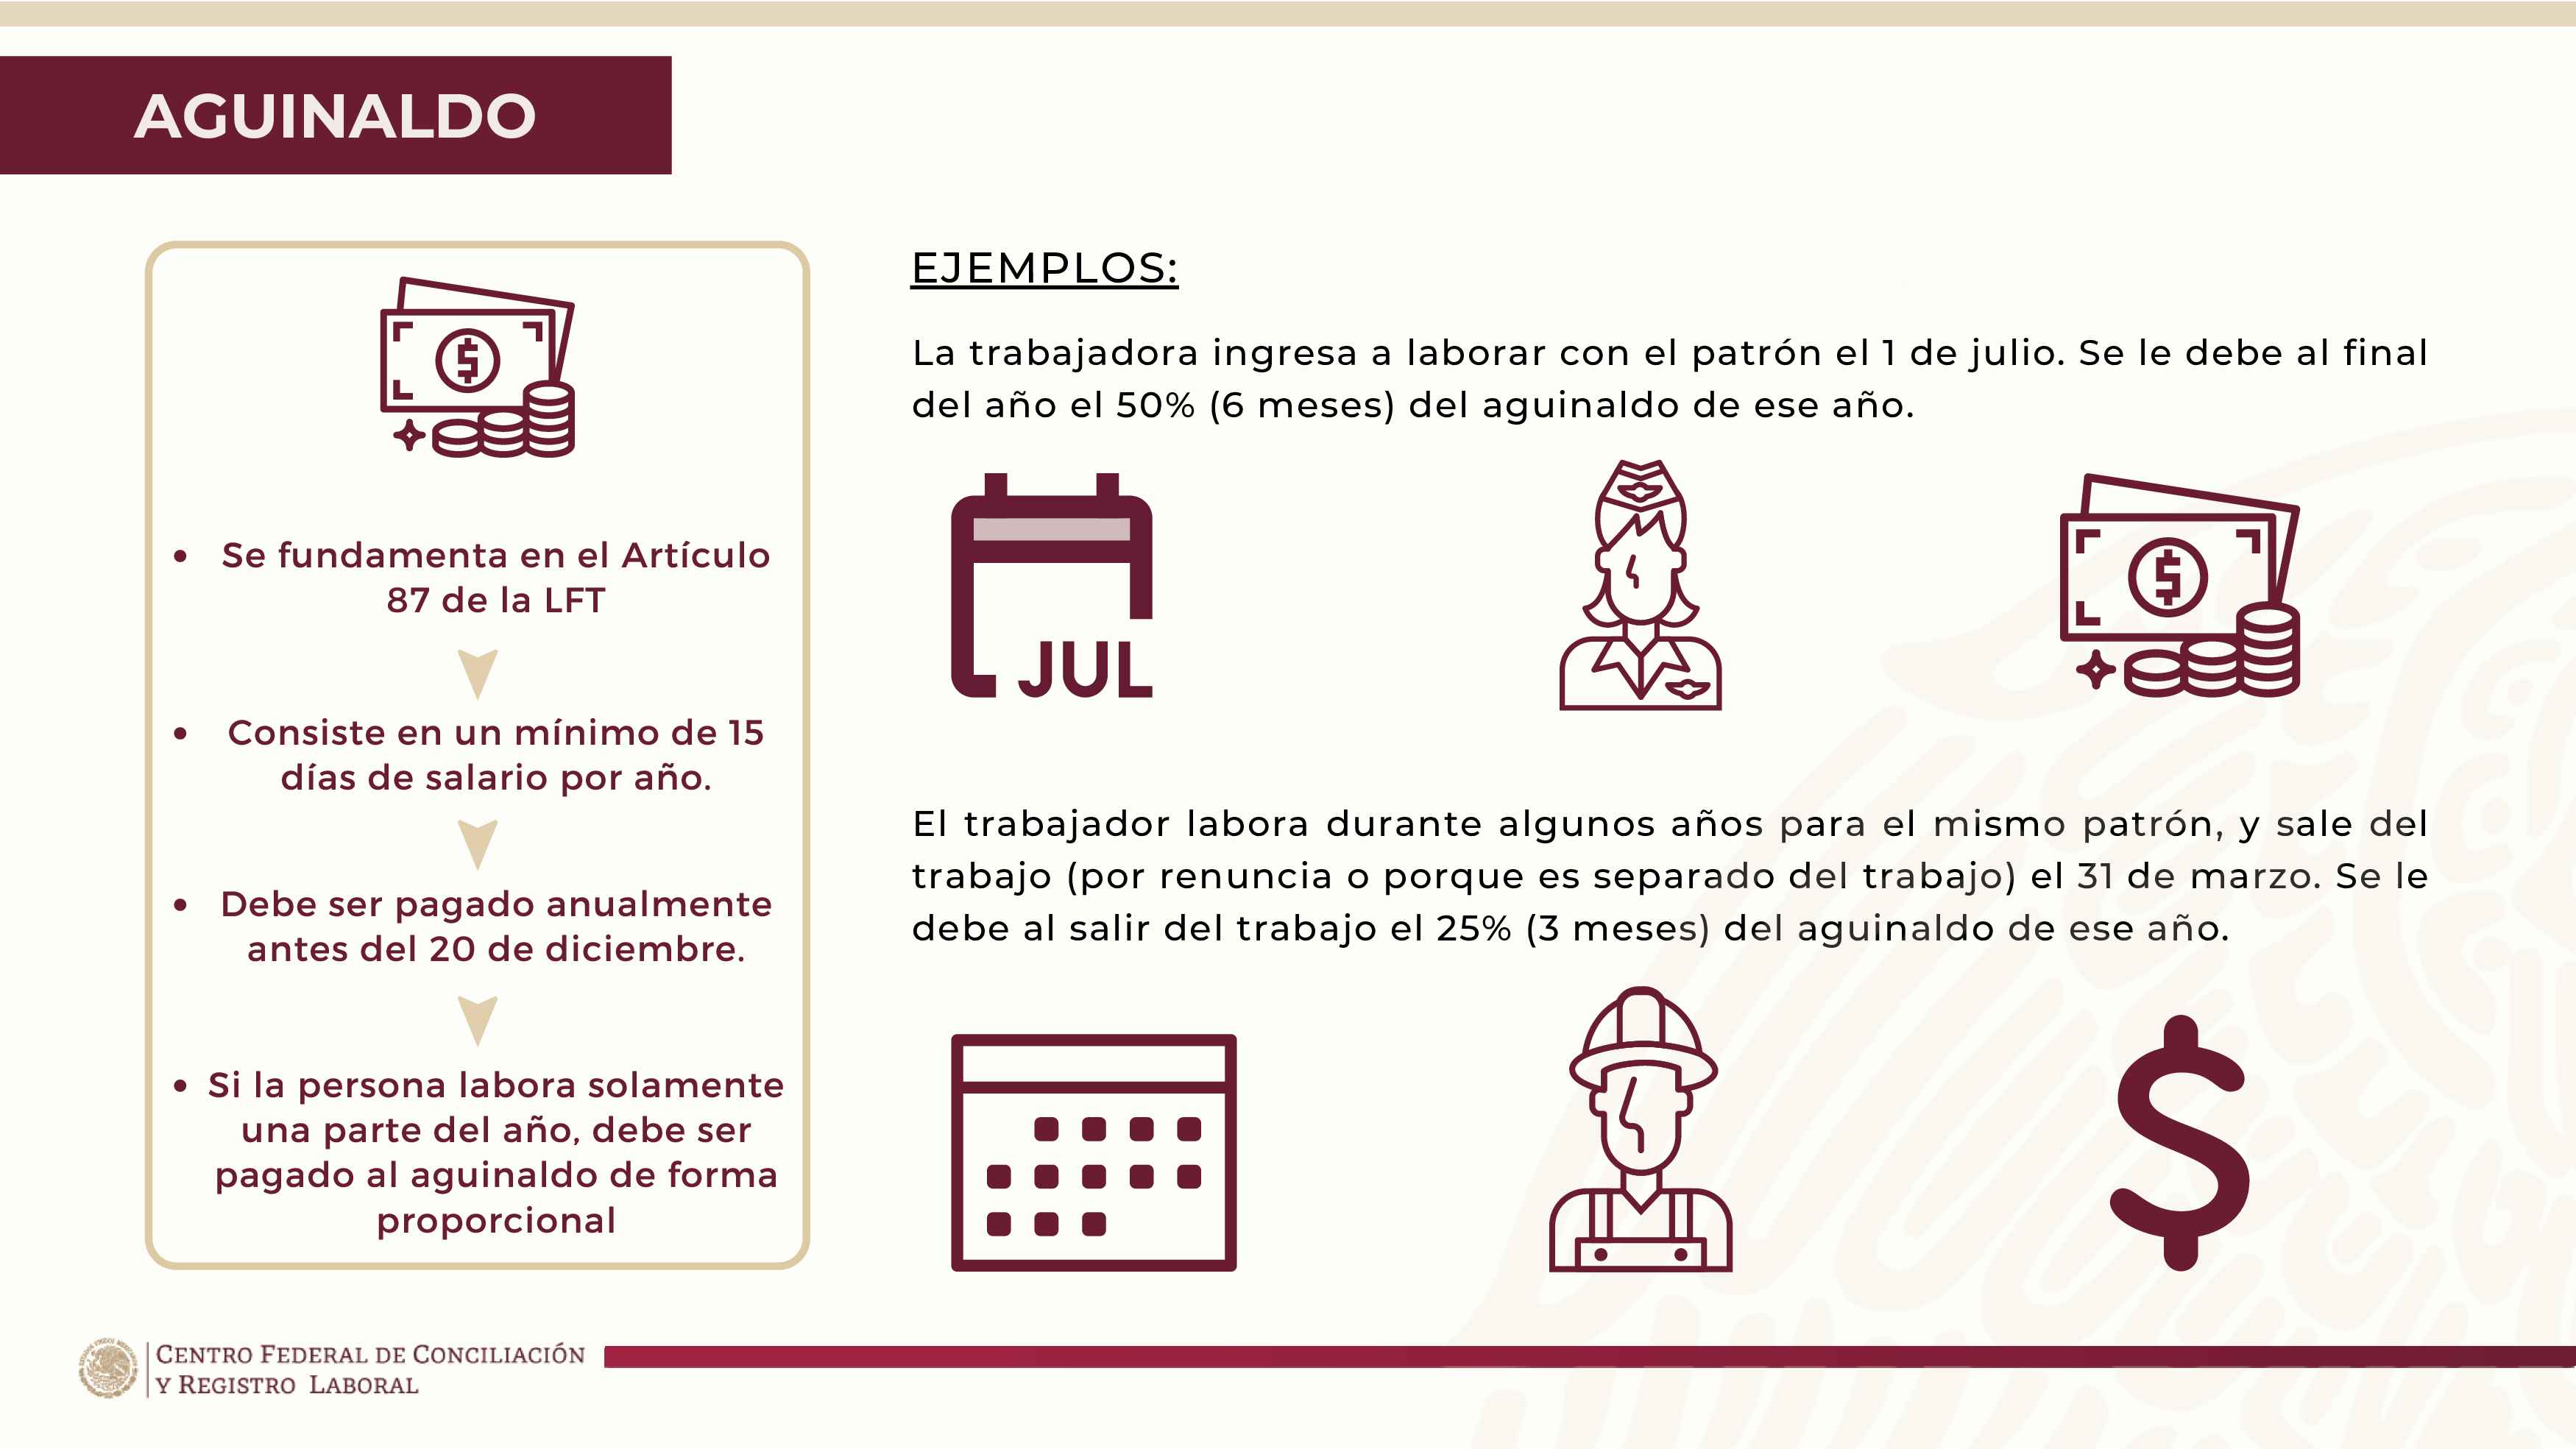 AGUINALDO
• Se fundamenta en el Artículo
87 de la LFT
• Consiste en un mínimo de 15
días de salario por año.
• Debe ser pagado anualmente
antes del 20 de diciembre.
• Si la persona labora solamente
una parte del año, debe ser
pagado al aguinaldo de forma
proporcional
EJEMPLOS:
La trabajadora ingresa a laborar con el patrón el 1 de julio. Se le debe al final
del año el 50% (6 meses) del aguinaldo de ese año.
JUL
El trabajador labora durante algunos años para el mismo patrón, y sale del
trabajo (por renuncia o porque es separado del trabajo) el 31 de marzo. Se le
debe al salir del trabajo el 25% (3 meses) del aguinaldo de ese año.
$
CENTRO FEDERAL DE CONCILIACIÓN
Y REGISTRO LABORAL